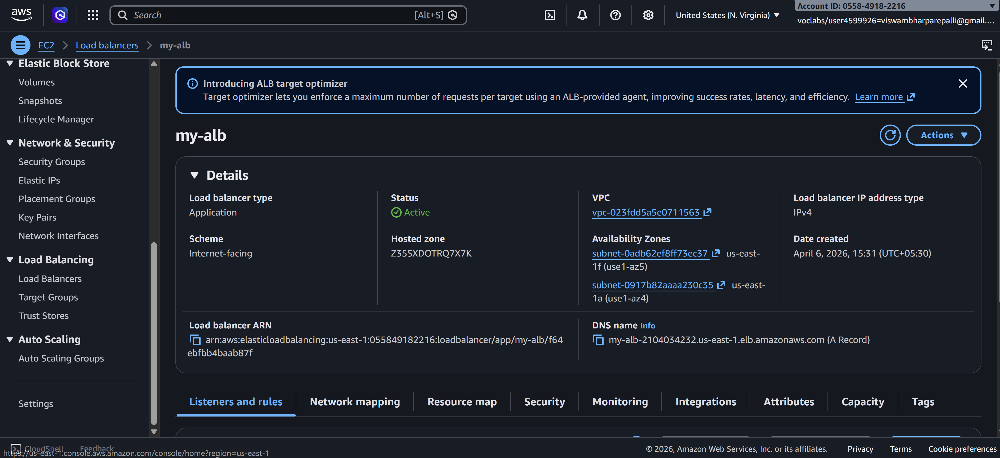 aws
Search [Alt+S]
United States (N. Virginia)
Account ID: 0558-4918-2216
voclabs/user4599926=viswambharparepalli@gmail....
EC2 > Load balancers > my-alb
Elastic Block Store
Volumes
Snapshots
Lifecycle Manager
Network & Security
Security Groups
Elastic IPs
Placement Groups
Key Pairs
Network Interfaces
Load Balancing
Load Balancers
Target Groups
Trust Stores
Auto Scaling
Auto Scaling Groups
Settings
Introducing ALB target optimizer
Target optimizer lets you enforce a maximum number of requests per target using an ALB-provided agent, improving success rates, latency, and efficiency. Learn more
my-alb
Actions
Details
Load balancer type
Application
Status
Active
VPC
vpc-023fdd5a5e0711563
Load balancer IP address type
IPv4
Scheme
Internet-facing
Hosted zone
Z35SXDOTRQ7X7K
Availability Zones
subnet-0adb62ef8ff73ec37 us-east-
1f (use1-az5)
subnet-0917b82aaaa230c35 us-east-
1a (use1-az4)
Date created
April 6, 2026, 15:31 (UTC+05:30)
Load balancer ARN
arn:aws:elasticloadbalancing:us-east-1:055849182216:loadbalancer/app/my-alb/f64
ebfbb4baab87f
DNS name Info
my-alb-2104034232.us-east-1.elb.amazonaws.com (A Record)
Listeners and rules
Network mapping
Resource map
Security
Monitoring
Integrations
Attributes
Capacity
Tags
CloudShell Feedback
https://us-east-1.console.aws.amazon.com/console/home?region=us-east-1
© 2026, Amazon Web Services, Inc. or its affiliates. Privacy Terms Cookie preferences